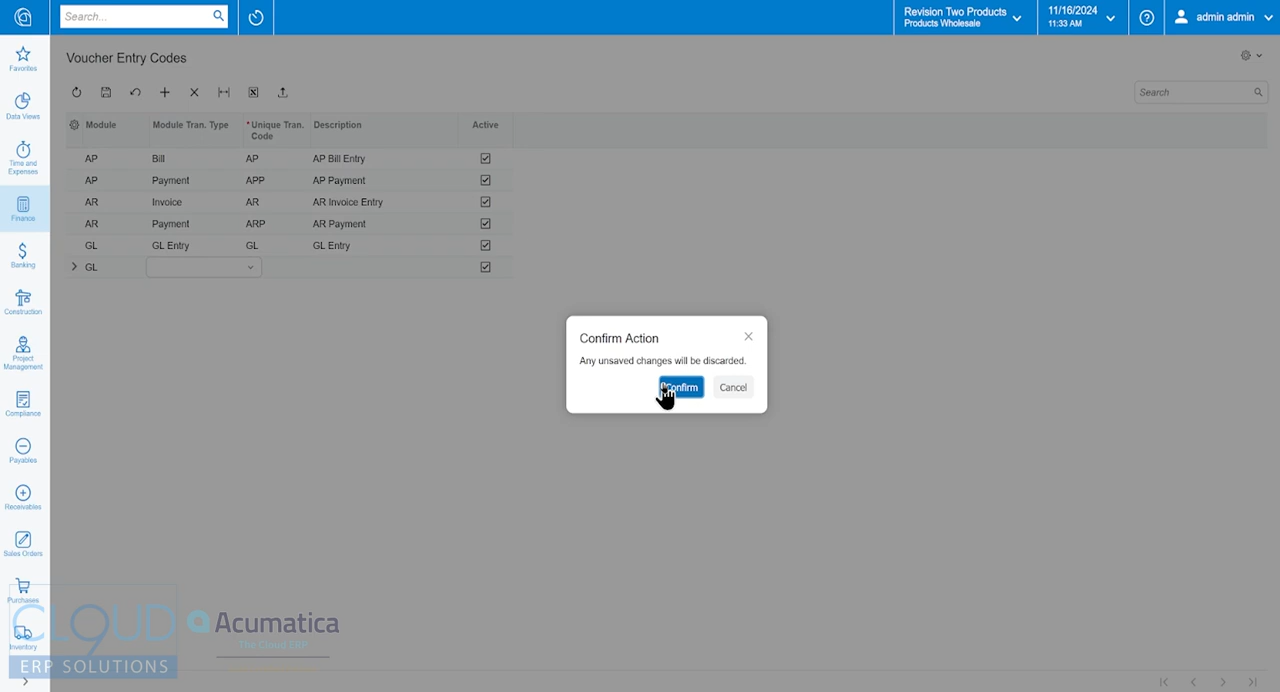 Search...
Revision Two Products
Products Wholesale
11/16/2024
11:33 AM
admin admin
Favorites
Data Views
Time and
Expenses
Finance
Banking
Construction
Project
Management
Compliance
Payables
Receivables
Sales Orders
Purchases
Inventory
Voucher Entry Codes
Search
Module
Module Tran. Type
*Unique Tran.
Code
Description
Active
AP Bill AP AP Bill Entry
AP Payment APP AP Payment
AR Invoice AR AR Invoice Entry
AR Payment ARP AR Payment
GL GL Entry GL GL Entry
GL
Confirm Action
Any unsaved changes will be discarded.
Confirm
Cancel
CLOUD9
ERP SOLUTIONS
Acumatica
The Cloud ERP